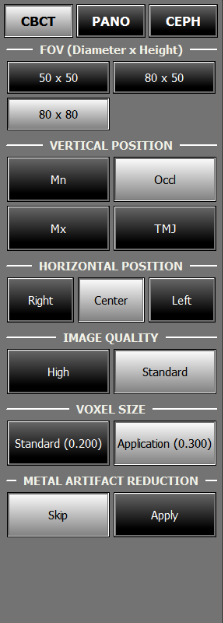 CBCT PANO CEPH
FOV (Diameter x Height)
50 x 50 80 x 50
80 x 80
VERTICAL POSITION
Mn Occl
Mx TMJ
HORIZONTAL POSITION
Right Center Left
IMAGE QUALITY
High Standard
VOXEL SIZE
Standard (0.200) Application (0.300)
METAL ARTIFACT REDUCTION
Skip Apply